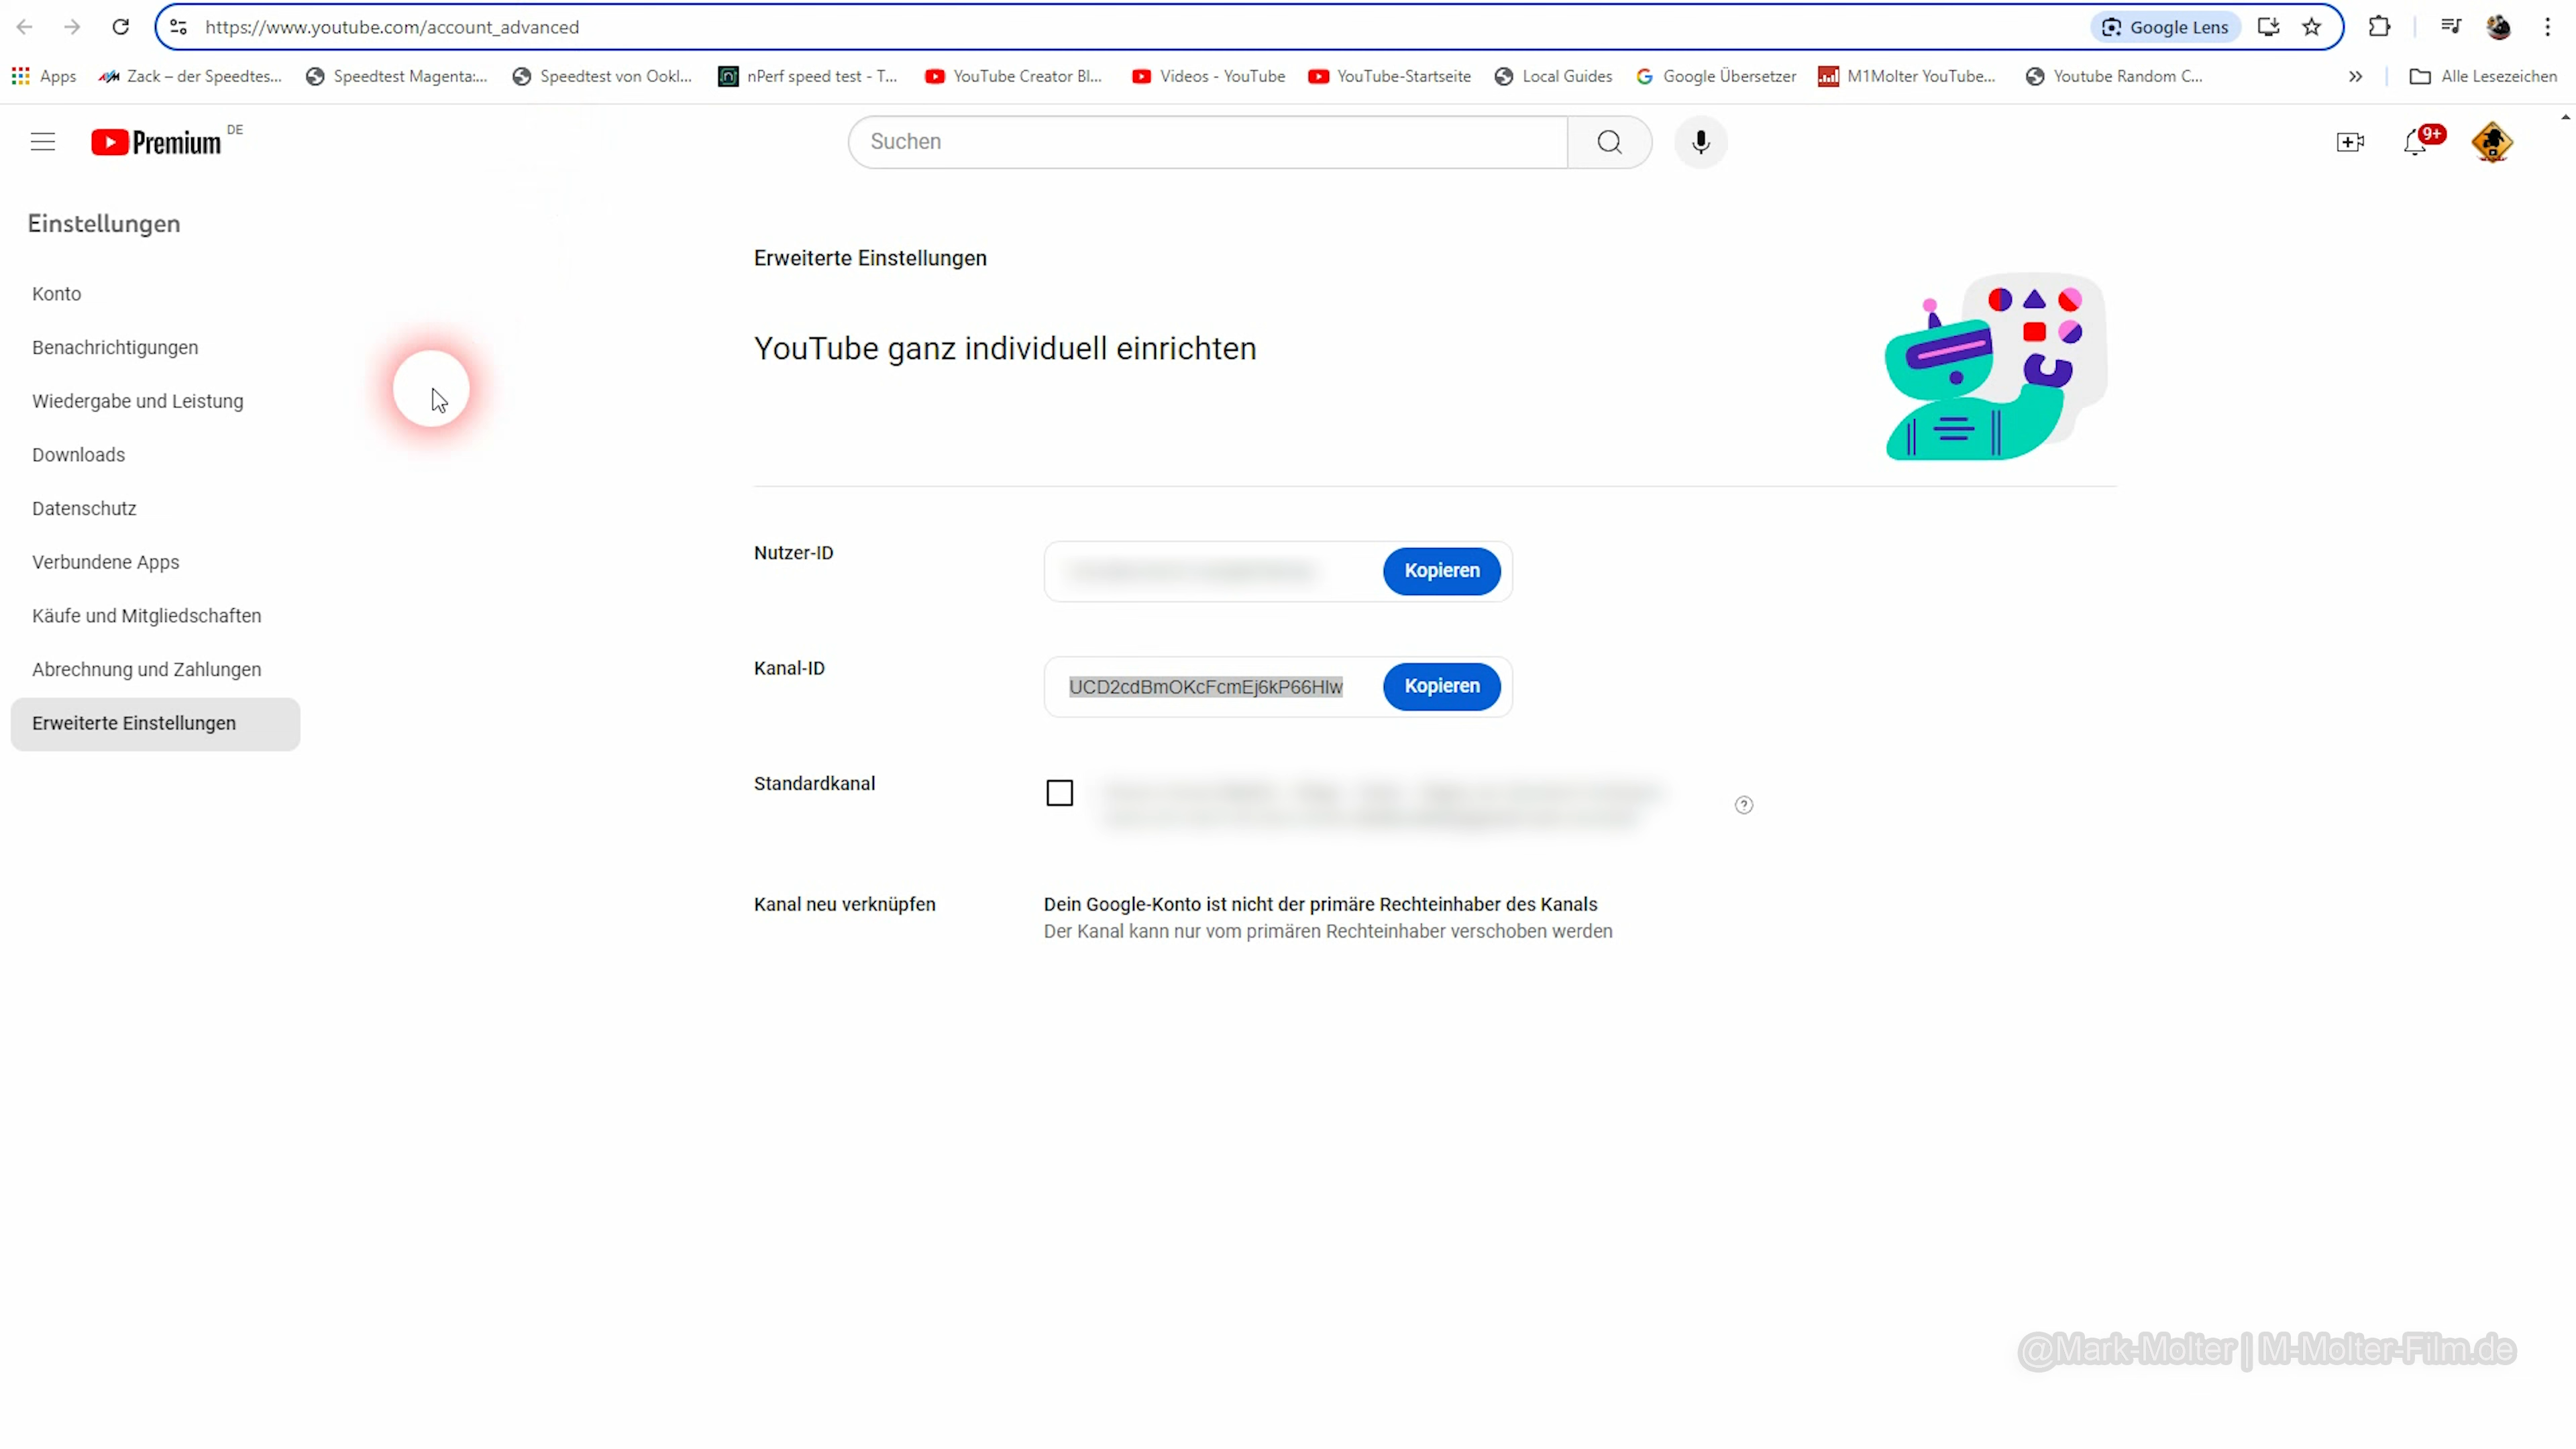 https://www.youtube.com/account_advanced
Google Lens
Apps
Zack – der Speedtes...
Speedtest Magenta:...
Speedtest von Ookl...
nPerf speed test - T...
YouTube Creator Bl...
Videos - YouTube
YouTube-Startseite
Local Guides
Google Übersetzer
M1Molter YouTube...
Youtube Random C...
Alle Lesezeichen
Premium DE
Suchen
9+
Einstellungen
Konto
Benachrichtigungen
Wiedergabe und Leistung
Downloads
Datenschutz
Verbundene Apps
Käufe und Mitgliedschaften
Abrechnung und Zahlungen
Erweiterte Einstellungen
Erweiterte Einstellungen
YouTube ganz individuell einrichten
Nutzer-ID
Kopieren
Kanal-ID
UCD2cdBmOKcFcmEj6kP66HIw
Kopieren
Standardkanal
Kanal neu verknüpfen
Dein Google-Konto ist nicht der primäre Rechteinhaber des Kanals
Der Kanal kann nur vom primären Rechteinhaber verschoben werden
@Mark-Molter | M-Molter-Film.de